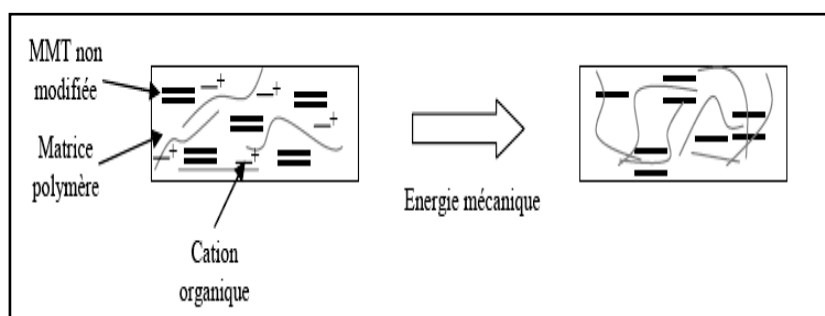 MMT non
modifiée
Matrice
polymère
Cation
organique
Energie mécanique
+
+
+
+
+